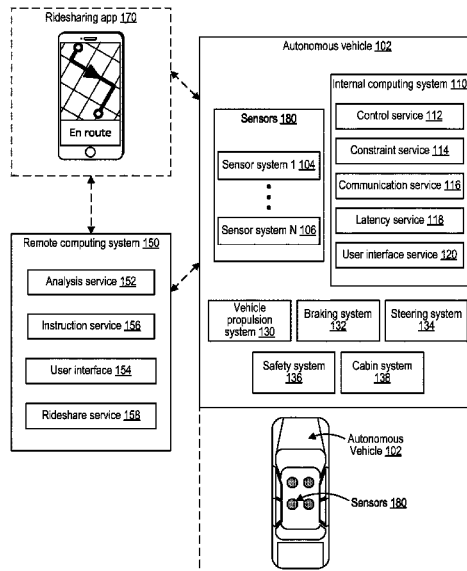 Ridesharing app 170
En route
Autonomous vehicle 102
Sensors 180
Sensor system 1 104
Sensor system N 106
Internal computing system 110
Control service 112
Constraint service 114
Communication service 116
Latency service 118
User interface service 120
Remote computing system 150
Analysis service 152
Instruction service 156
User interface 154
Rideshare service 158
Vehicle
propulsion
system 130
Braking system
132
Steering system
134
Safety system
136
Cabin system
138
Autonomous
Vehicle 102
Sensors 180